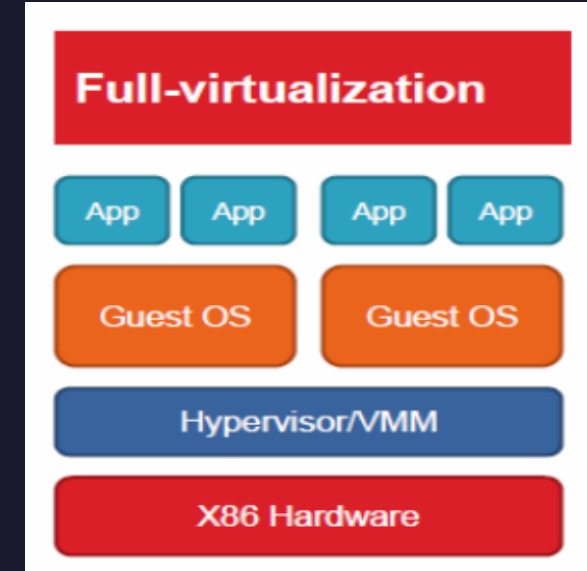 Full-virtualization
App App App App
Guest OS Guest OS
Hypervisor/VMM
X86 Hardware